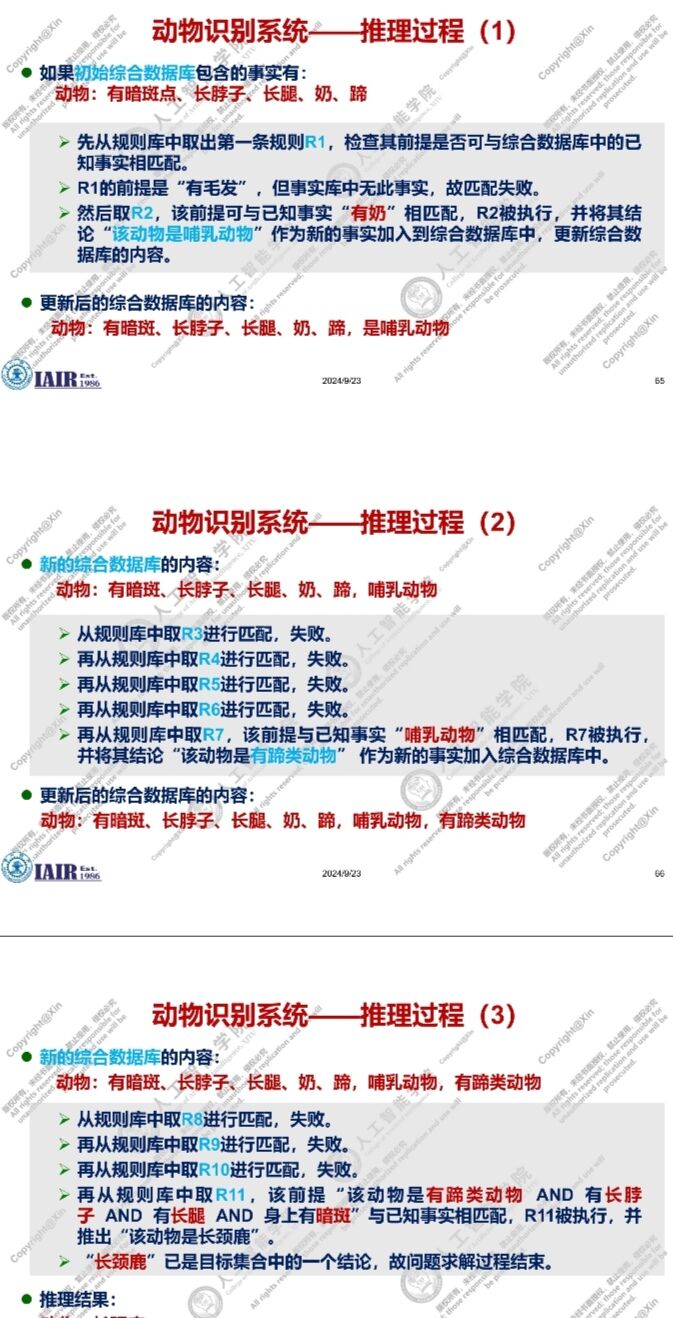 动物识别系统——推理过程（1）
● 如果初始综合数据库包含的事实有：
动物：有暗斑点、长脖子、长腿、奶、蹄
➢ 先从规则库中取出第一条规则R1，检查其前提是否可与综合数据库中的已
知事实相匹配。
➢ R1的前提是“有毛发”，但事实库中无此事实，故匹配失败。
➢ 然后取R2，该前提可与已知事实“有奶”相匹配，R2被执行，并将其结
论“该动物是哺乳动物”作为新的事实加入到综合数据库中，更新综合数
据库的内容。
● 更新后的综合数据库的内容：
动物：有暗斑、长脖子、长腿、奶、蹄，是哺乳动物
IAIR Est. 1986
2024/9/23
65
动物识别系统——推理过程（2）
● 新的综合数据库的内容：
动物：有暗斑、长脖子、长腿、奶、蹄，哺乳动物
➢ 从规则库中取R3进行匹配，失败。
➢ 再从规则库中取R4进行匹配，失败。
➢ 再从规则库中取R5进行匹配，失败。
➢ 再从规则库中取R6进行匹配，失败。
➢ 再从规则库中取R7，该前提与已知事实“哺乳动物”相匹配，R7被执行，
并将其结论“该动物是有蹄类动物” 作为新的事实加入综合数据库中。
● 更新后的综合数据库的内容：
动物：有暗斑、长脖子、长腿、奶、蹄，哺乳动物，有蹄类动物
IAIR Est. 1986
2024/9/23
66
动物识别系统——推理过程（3）
● 新的综合数据库的内容：
动物：有暗斑、长脖子、长腿、奶、蹄，哺乳动物，有蹄类动物
➢ 从规则库中取R8进行匹配，失败。
➢ 再从规则库中取R9进行匹配，失败。
➢ 再从规则库中取R10进行匹配，失败。
➢ 再从规则库中取R11，该前提“该动物是有蹄类动物 AND 有长脖
子 AND 有长腿 AND 身上有暗斑”与已知事实相匹配，R11被执行，并
推出“该动物是长颈鹿”。
➢ “长颈鹿”已是目标集合中的一个结论，故问题求解过程结束。
● 推理结果：